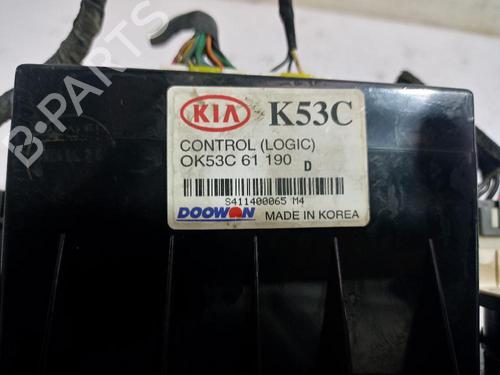 KIA K53C
CONTROL (LOGIC)
OK53C 61 190 D
S411400065 M4
DOOWON MADE IN KOREA
B-PARTS